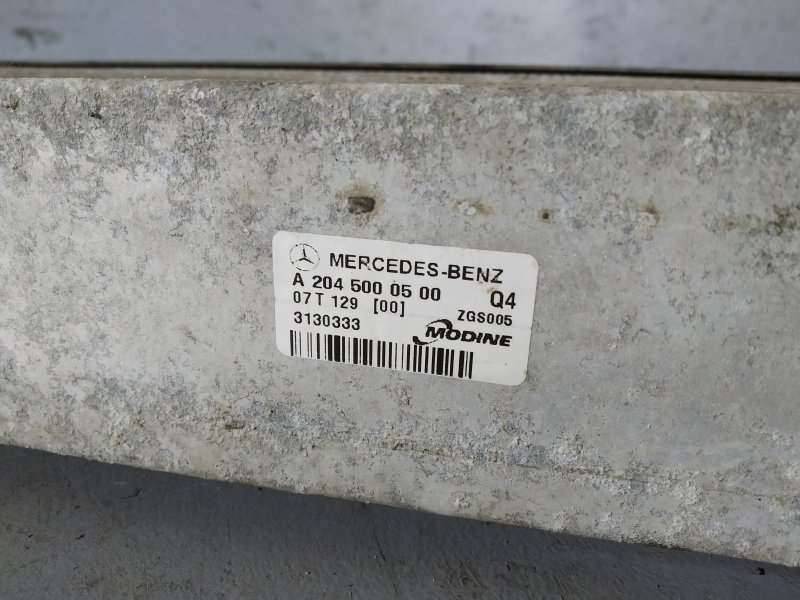 MERCEDES-BENZ
A 204 500 05 00 Q4
07T 129 [00] ZGS005
3130333 MODINE